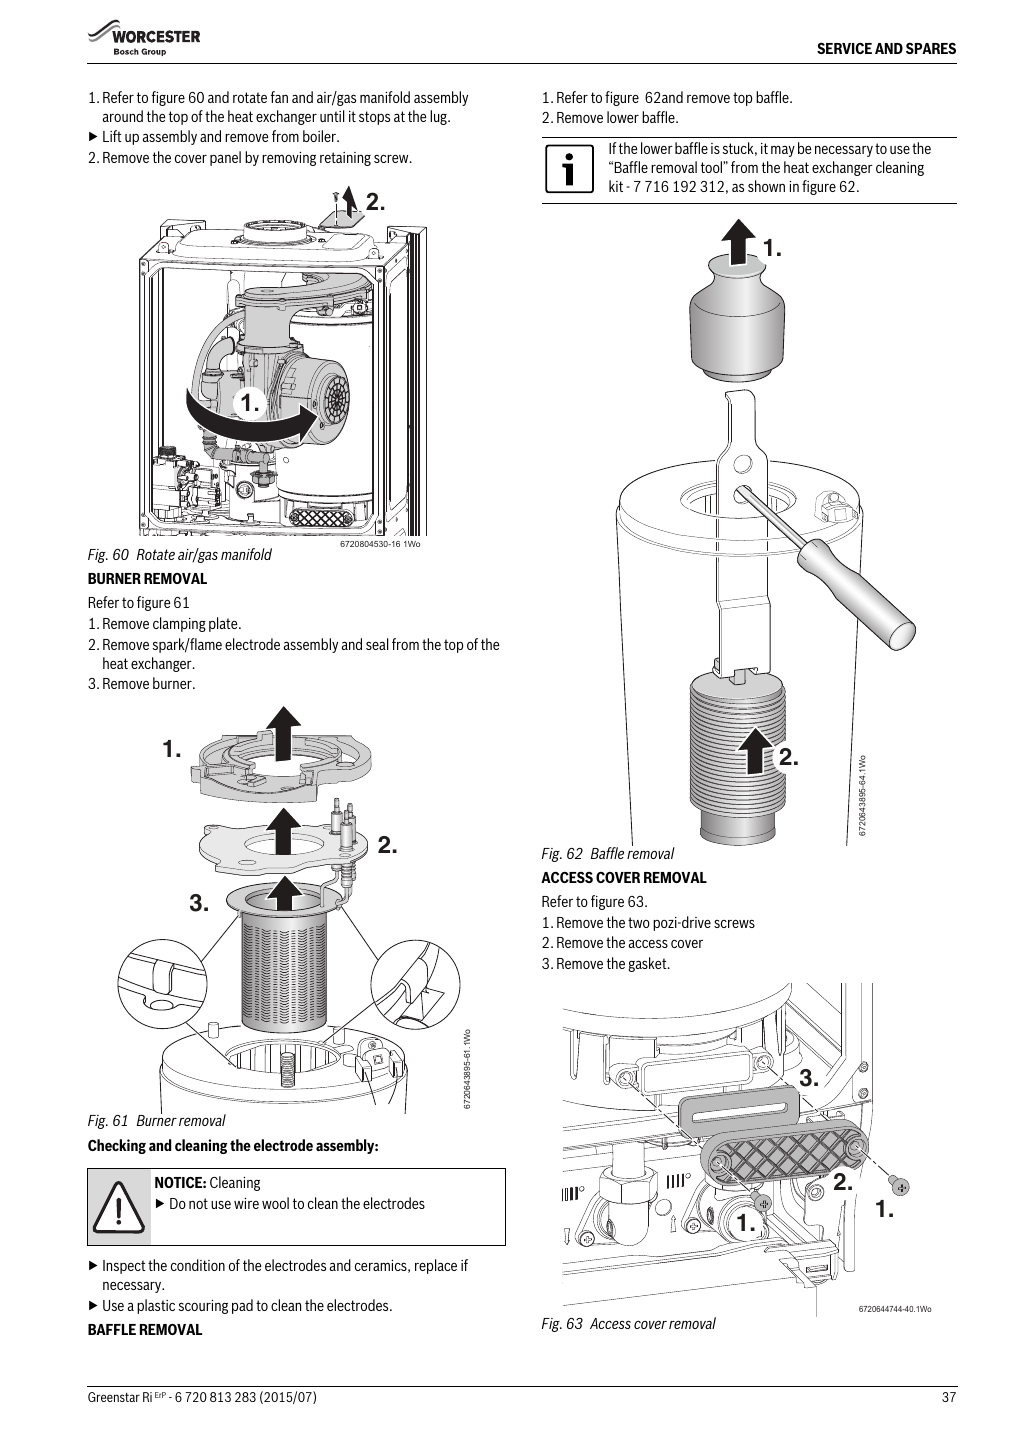 WORCESTER
Bosch Group
SERVICE AND SPARES
1. Refer to figure 60 and rotate fan and air/gas manifold assembly
around the top of the heat exchanger until it stops at the lug.
▶ Lift up assembly and remove from boiler.
2. Remove the cover panel by removing retaining screw.
2.
1.
6720804530-16 1Wo
Fig. 60 Rotate air/gas manifold
BURNER REMOVAL
Refer to figure 61
1. Remove clamping plate.
2. Remove spark/flame electrode assembly and seal from the top of the
heat exchanger.
3. Remove burner.
1.
2.
3.
6720643895-61.1Wo
Fig. 61 Burner removal
Checking and cleaning the electrode assembly:
NOTICE: Cleaning
▶ Do not use wire wool to clean the electrodes
▶ Inspect the condition of the electrodes and ceramics, replace if
necessary.
▶ Use a plastic scouring pad to clean the electrodes.
BAFFLE REMOVAL
1. Refer to figure 62and remove top baffle.
2. Remove lower baffle.
If the lower baffle is stuck, it may be necessary to use the
“Baffle removal tool” from the heat exchanger cleaning
kit - 7 716 192 312, as shown in figure 62.
1.
2.
6720643895-64.1Wo
Fig. 62 Baffle removal
ACCESS COVER REMOVAL
Refer to figure 63.
1. Remove the two pozi-drive screws
2. Remove the access cover
3. Remove the gasket.
3.
2.
1.
1.
6720644744-40.1Wo
Fig. 63 Access cover removal
Greenstar Ri ErP - 6 720 813 283 (2015/07)
37